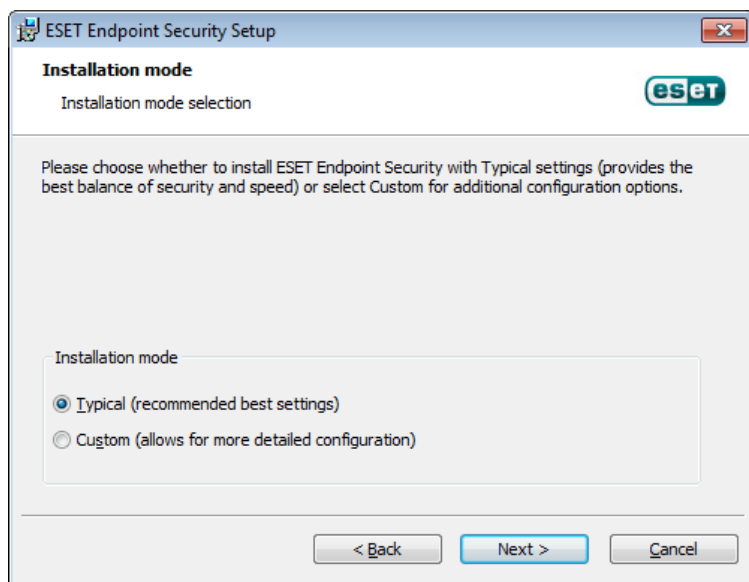 ESET Endpoint Security Setup
Installation mode
Installation mode selection
eset
Please choose whether to install ESET Endpoint Security with Typical settings (provides the
best balance of security and speed) or select Custom for additional configuration options.
Installation mode
Typical (recommended best settings)
Custom (allows for more detailed configuration)
< Back
Next >
Cancel